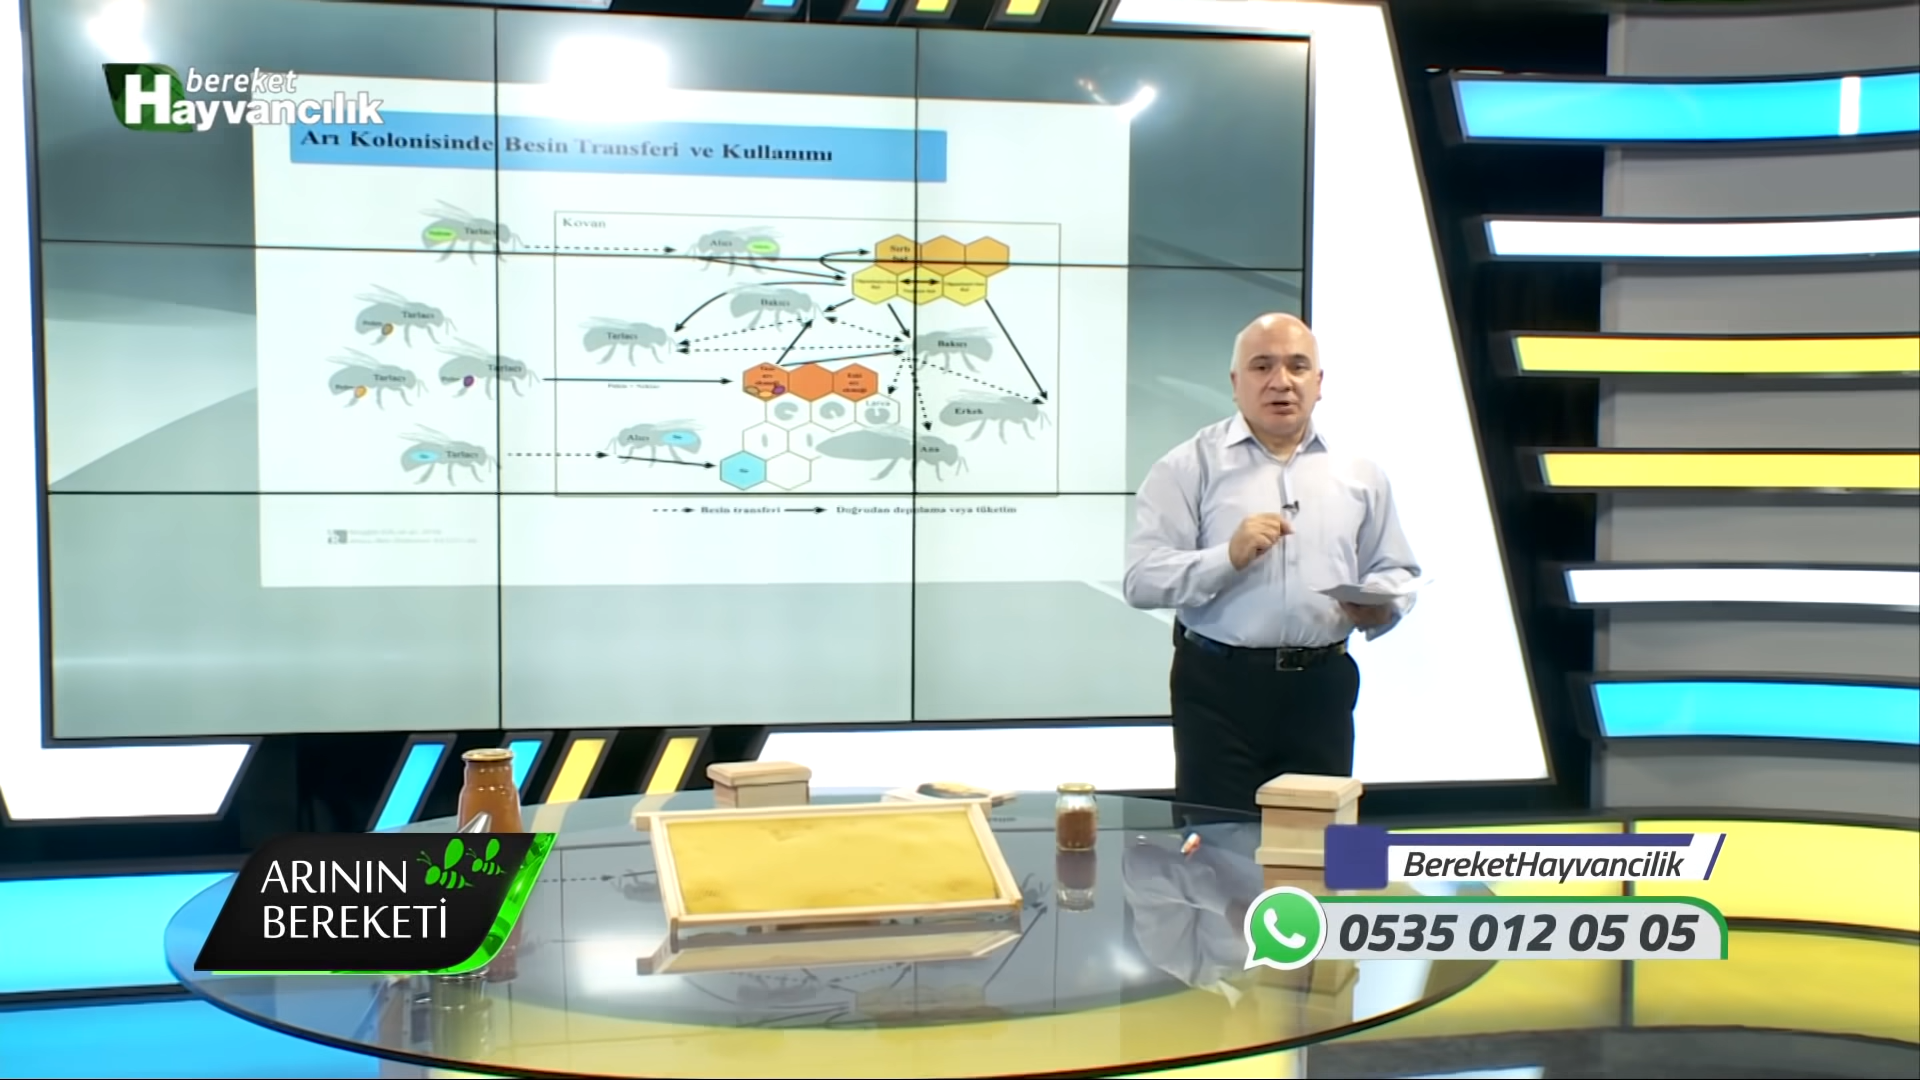 bereket
Hayvancılık
Arı Kolonisinde Besin Transferi ve Kullanımı
Kovan
Tarlacı
Alıcı
Sırlı
Bakıcı
Tarlacı
Tarlacı
Bakıcı
Tarlacı
Tarlacı
Larva
Erkek
Alıcı
Tarlacı
Ana
Besin transferi
Doğrudan depolama veya tüketim
ARININ
BEREKETİ
BereketHayvancilik
0535 012 05 05